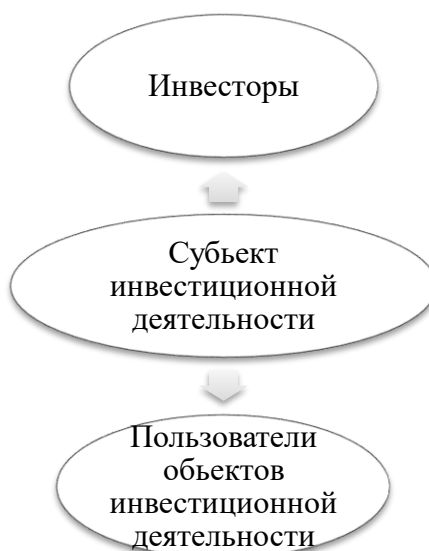 Инвесторы
Субьект
инвестиционной
деятельности
Пользователи
обьектов
инвестиционной
деятельности